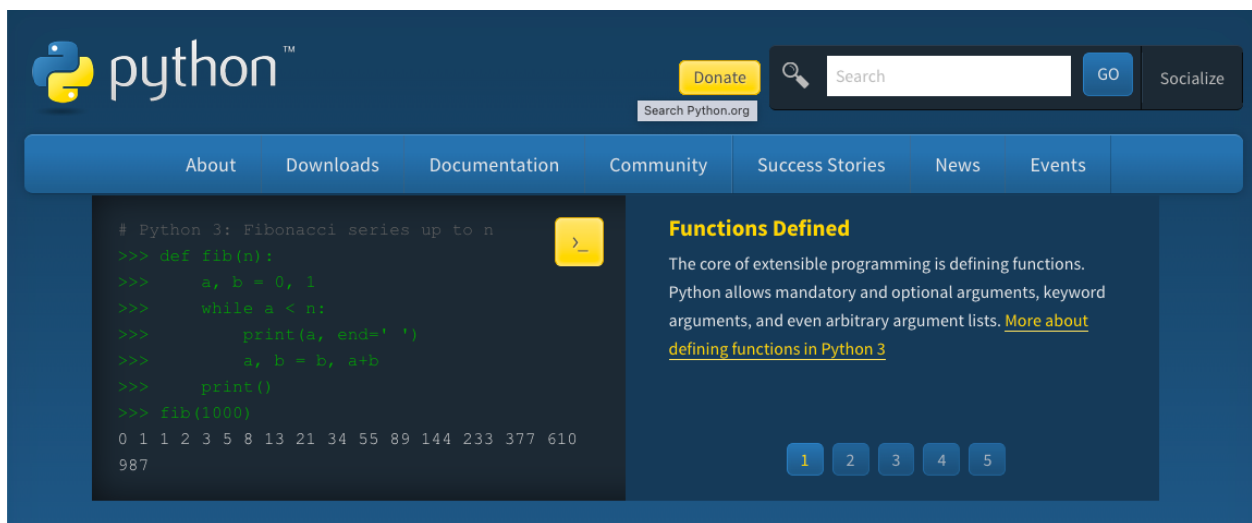 python™
Donate
Search
GO
Socialize
Search Python.org
About Downloads Documentation Community Success Stories News Events
# Python 3: Fibonacci series up to n
>>> def fib(n):
>>>     a, b = 0, 1
>>>     while a < n:
>>>         print(a, end=' ')
>>>         a, b = b, a+b
>>>     print()
>>> fib(1000)
0 1 1 2 3 5 8 13 21 34 55 89 144 233 377 610
987
>_
Functions Defined
The core of extensible programming is defining functions.
Python allows mandatory and optional arguments, keyword
arguments, and even arbitrary argument lists. More about
defining functions in Python 3
1 2 3 4 5